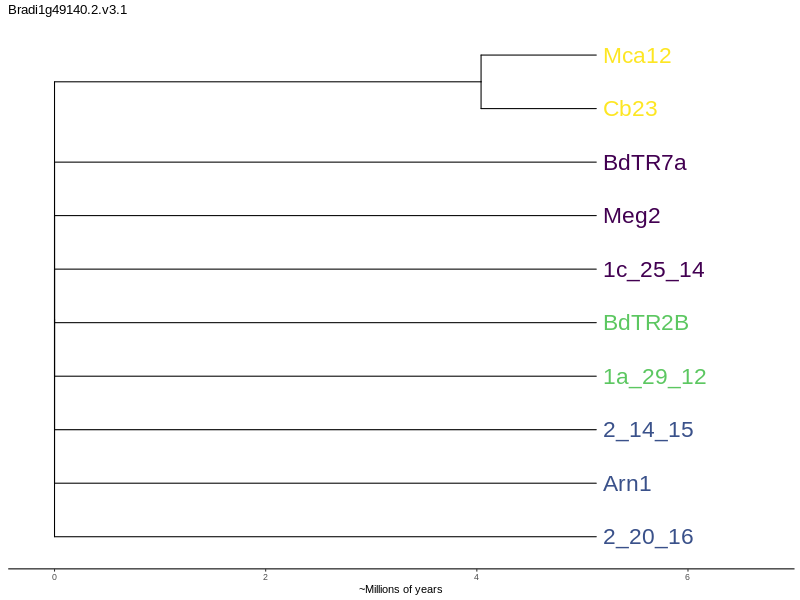 Bradi1g49140.2.v3.1
Mca12
Cb23
BdTR7a
Meg2
1c_25_14
BdTR2B
1a_29_12
2_14_15
Arn1
2_20_16
0 2 4 6
~Millions of years